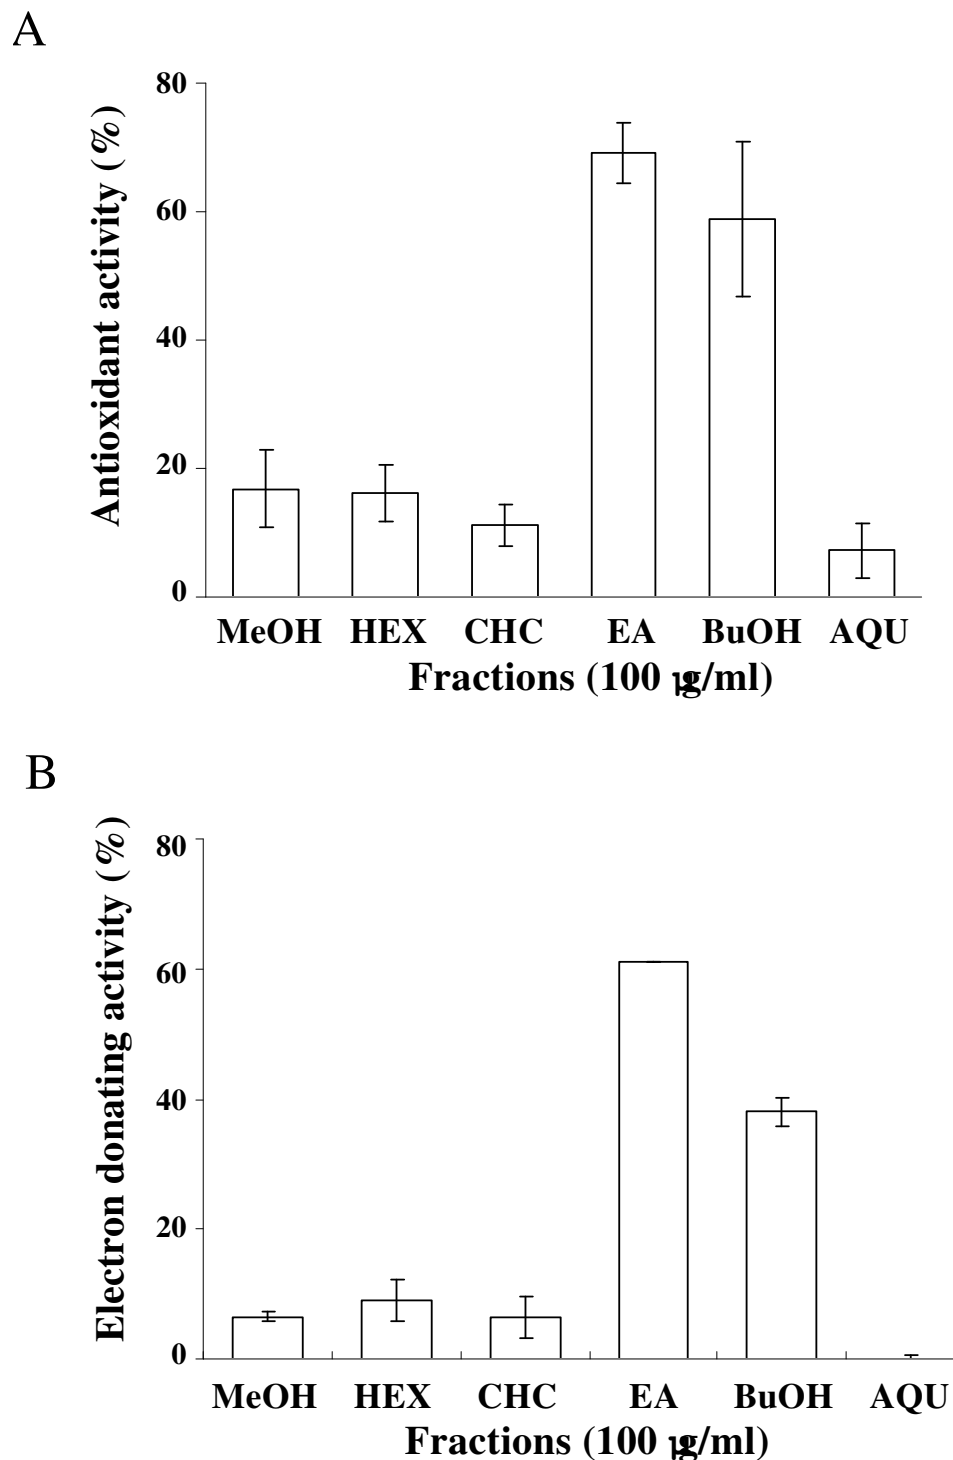 A
Antioxidant activity (%)
80
60
40
20
0
MeOH HEX CHC EA BuOH AQU
Fractions (100 µg/ml)
B
Electron donating activity (%)
80
60
40
20
0
MeOH HEX CHC EA BuOH AQU
Fractions (100 µg/ml)